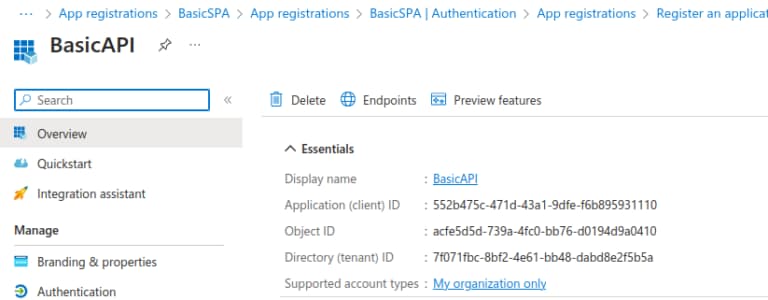 ··· > App registrations > BasicSPA > App registrations > BasicSPA | Authentication > App registrations > Register an applicat
BasicAPI ···
Search «
Delete Endpoints Preview features
Overview
Quickstart
Integration assistant
Manage
Branding & properties
Authentication
Essentials
Display name : BasicAPI
Application (client) ID : 552b475c-471d-43a1-9dfe-f6b895931110
Object ID : acfe5d5d-739a-4fc0-bb76-d0194d9a0410
Directory (tenant) ID : 7f071fbc-8bf2-4e61-bb48-dabd8e2f5b5a
Supported account types : My organization only